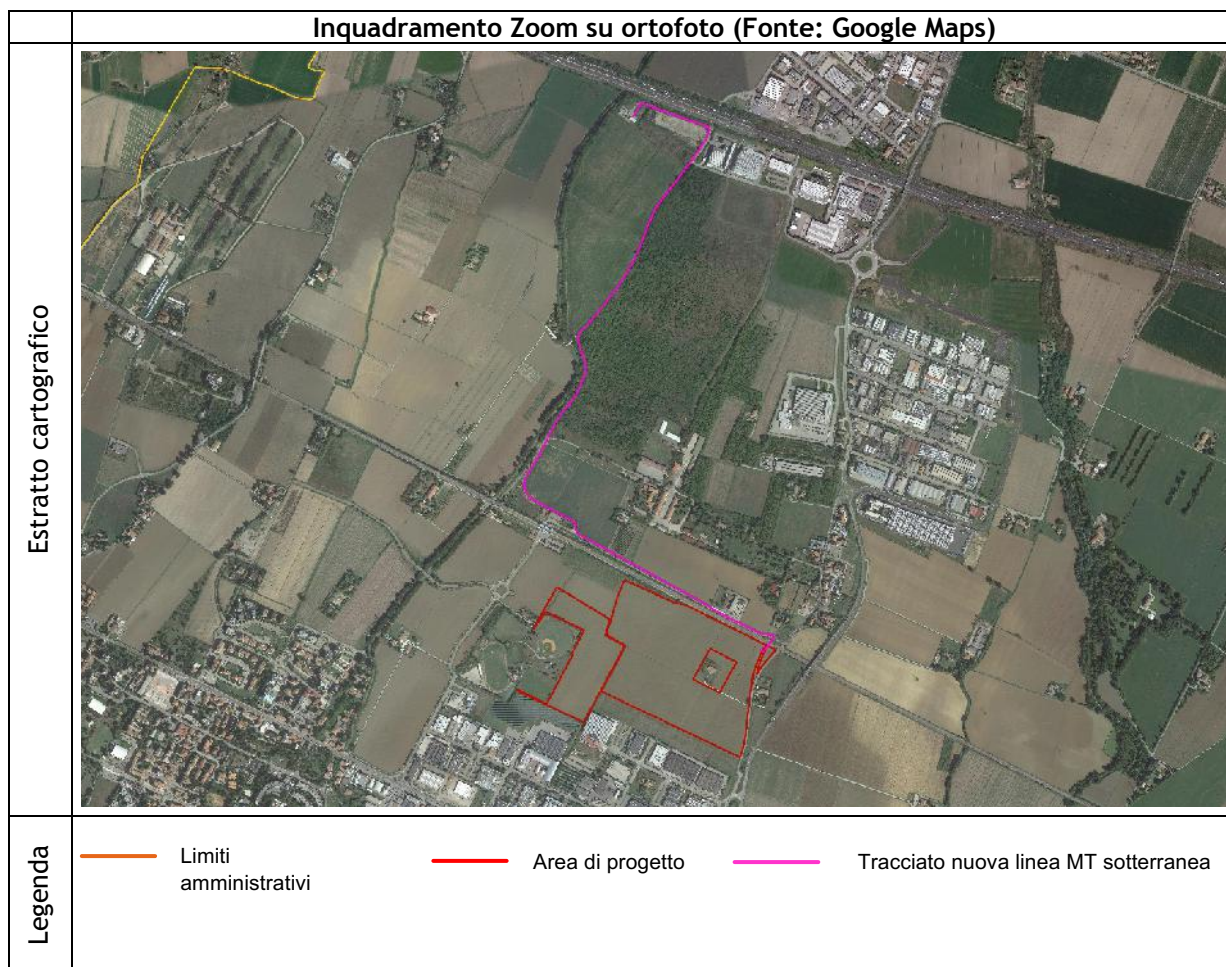 Inquadramento Zoom su ortofoto (Fonte: Google Maps)
Estratto cartografico
Legenda
Limiti
amministrativi
Area di progetto
Tracciato nuova linea MT sotterranea